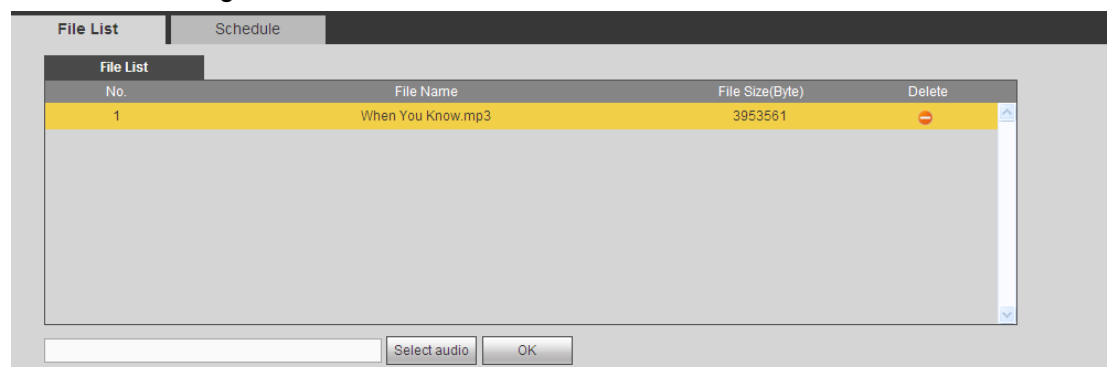 File List Schedule
File List
No. File Name File Size(Byte) Delete
1 When You Know.mp3 3953561
Select audio OK